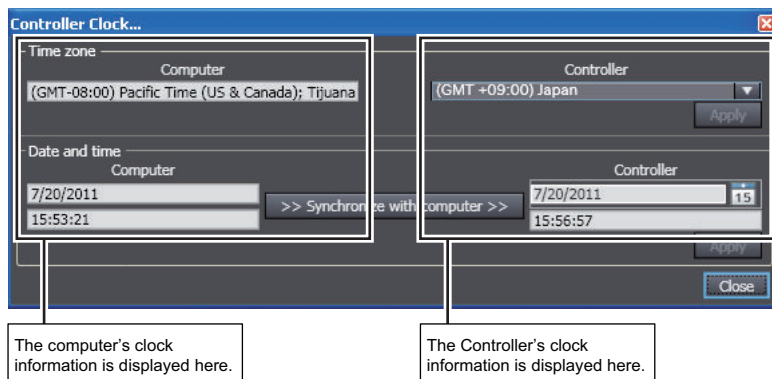 Controller Clock...
Time zone
Computer
Controller
(GMT-08:00) Pacific Time (US & Canada); Tijuana
(GMT +09:00) Japan
Apply
Date and time
Computer
Controller
7/20/2011
>> Synchronize with computer >>
7/20/2011
15
15:53:21
15:56:57
Apply
Close
The computer's clock
information is displayed here.
The Controller's clock
information is displayed here.